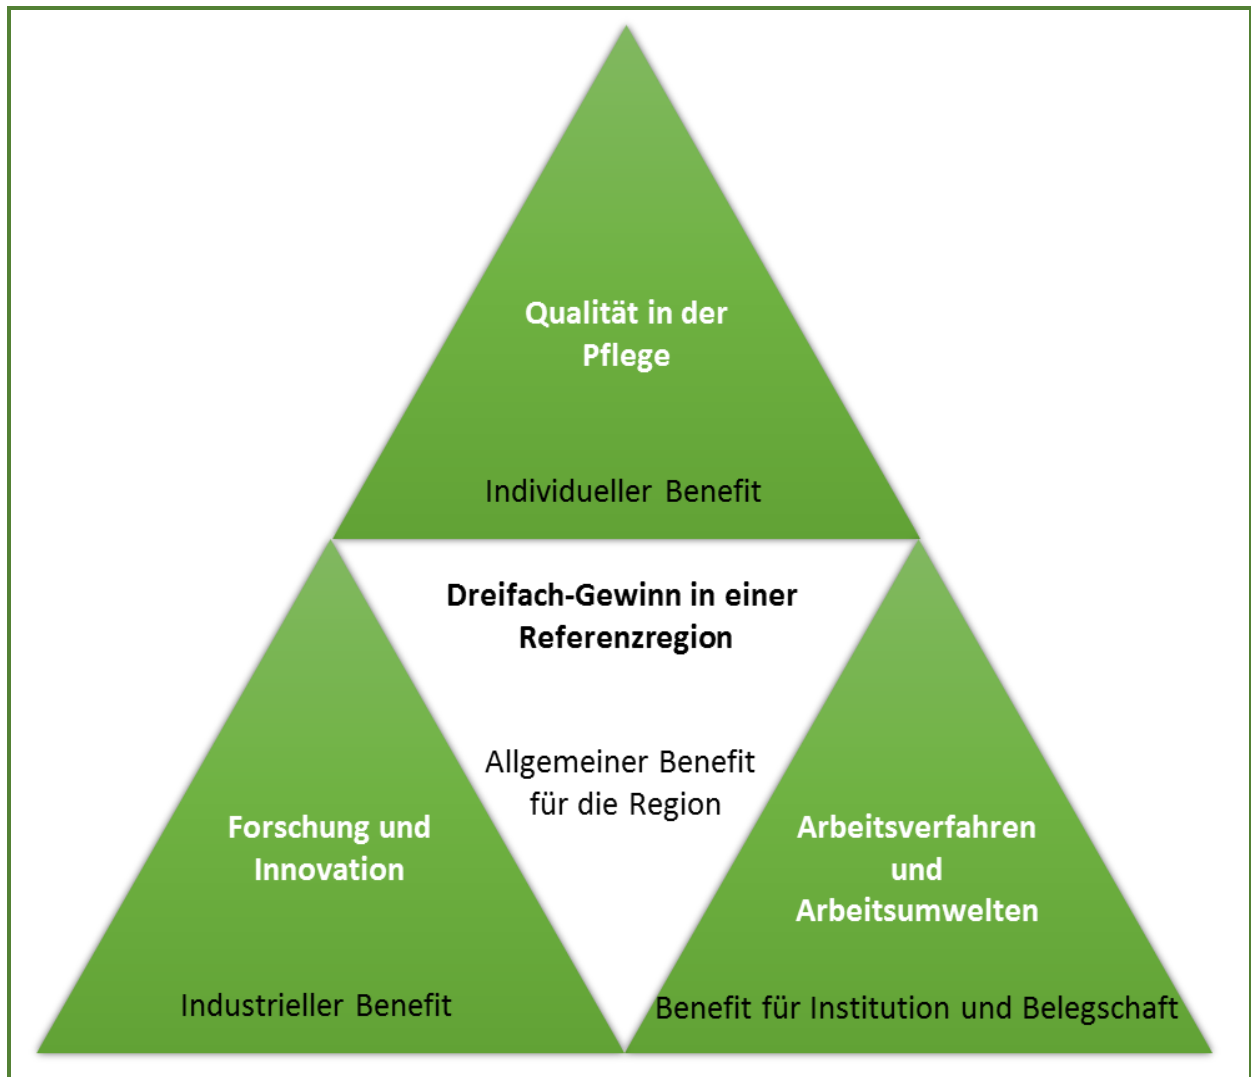 Qualität in der
Pflege
Individueller Benefit
Dreifach-Gewinn in einer
Referenzregion
Allgemeiner Benefit
für die Region
Forschung und
Innovation
Industrieller Benefit
Arbeitsverfahren
und
Arbeitsumwelten
Benefit für Institution und Belegschaft